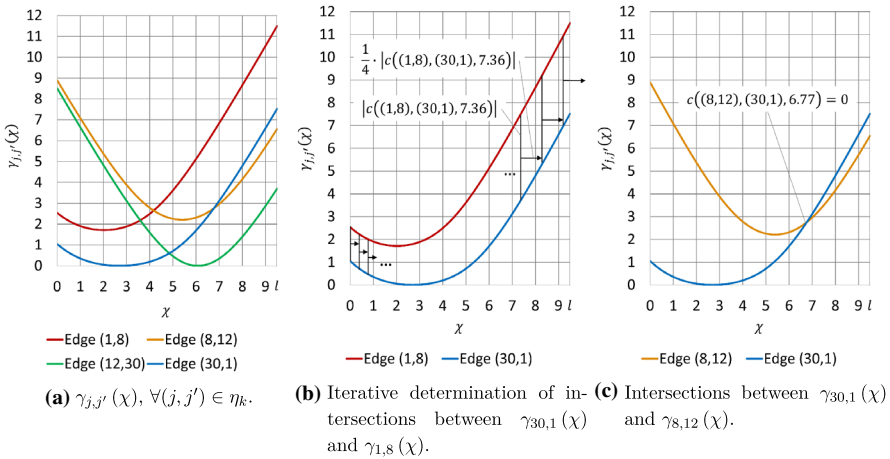 12
11
10
9
8
7
6
5
4
3
2
1
0
γj,j′(χ)
0 1 2 3 4 5 6 7 8 9 l
χ
Edge (1,8) Edge (8,12)
Edge (12,30) Edge (30,1)
(a) γj,j′ (χ), ∀(j, j′) ∈ ηk.
12
11
10
9
8
7
6
5
4
3
2
1
0
γj,j′(χ)
1/4 · |c((1,8), (30,1), 7.36)|
|c((1,8), (30,1), 7.36)|
...
...
0 1 2 3 4 5 6 7 8 9 l
χ
Edge (1,8) Edge (30,1)
(b) Iterative determination of in-
tersections between γ30,1 (χ)
and γ1,8 (χ).
12
11
10
9
8
7
6
5
4
3
2
1
0
γj,j′(χ)
c((8,12), (30,1), 6.77) = 0
0 1 2 3 4 5 6 7 8 9 l
χ
Edge (8,12) Edge (30,1)
(c) Intersections between γ30,1 (χ)
and γ8,12 (χ).